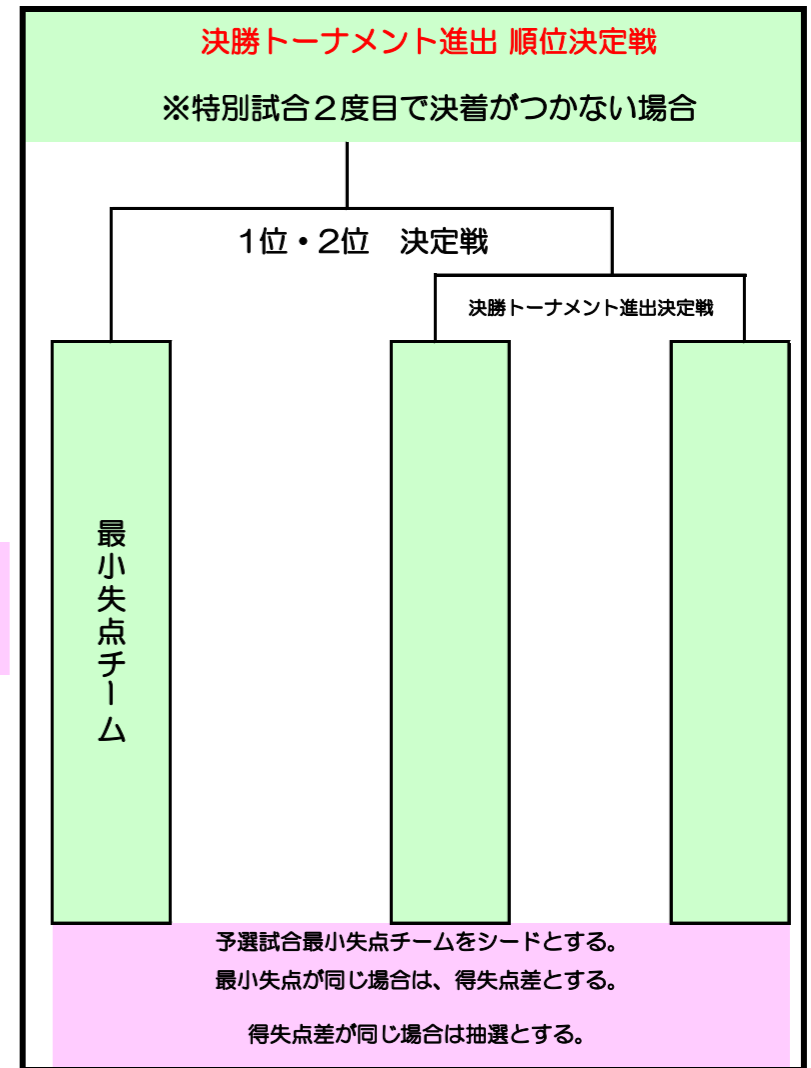 決勝トーナメント進出 順位決定戦
※特別試合２度目で決着がつかない場合
1位・2位　決定戦
決勝トーナメント進出決定戦
最小失点チーム
予選試合最小失点チームをシードとする。
最小失点が同じ場合は、得失点差とする。
得失点差が同じ場合は抽選とする。